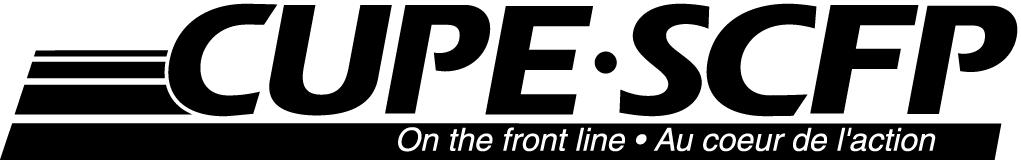 CUPE•SCFP
On the front line • Au coeur de l'action